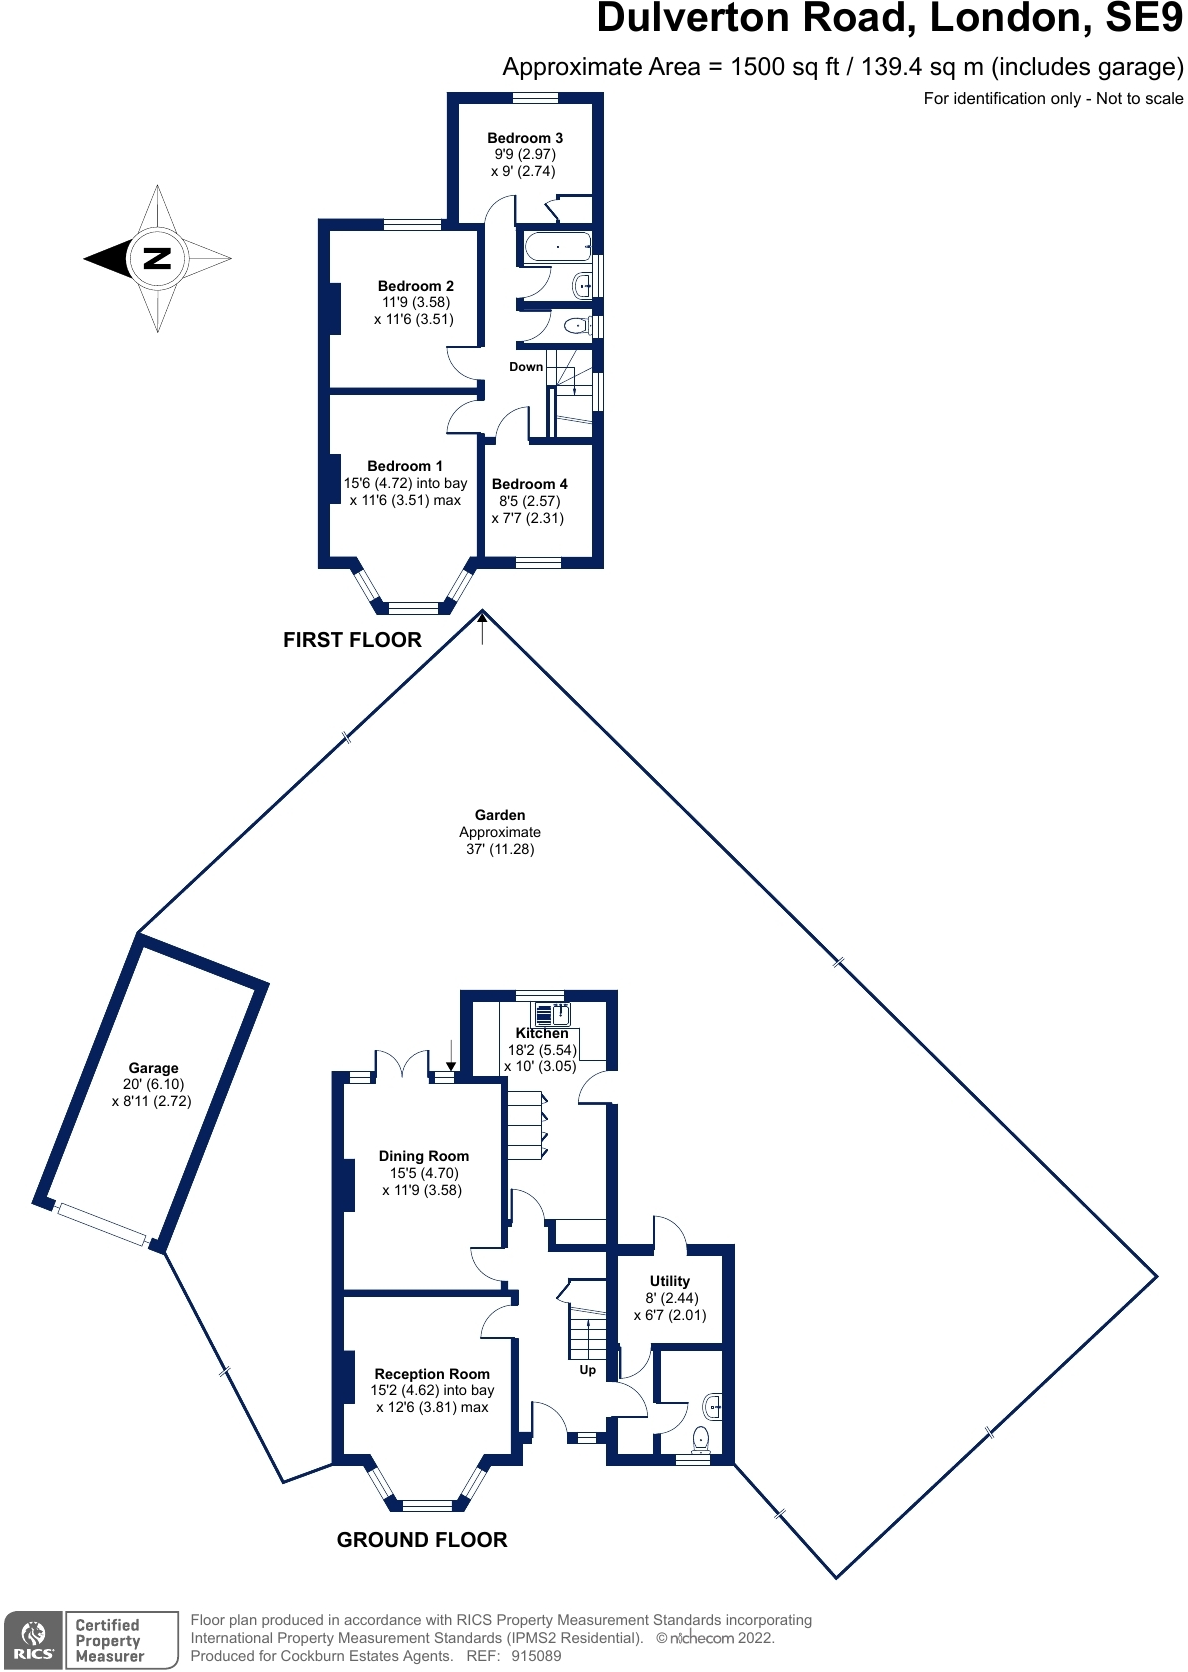 Dulverton Road, London, SE9
Approximate Area = 1500 sq ft / 139.4 sq m (includes garage)
For identification only - Not to scale
Bedroom 3
9'9 (2.97)
x 9' (2.74)
N
Bedroom 2
11'9 (3.58)
x 11'6 (3.51)
Down
Bedroom 1
15'6 (4.72) into bay
x 11'6 (3.51) max
Bedroom 4
8'5 (2.57)
x 7'7 (2.31)
FIRST FLOOR
Garden
Approximate
37' (11.28)
Kitchen
18'2 (5.54)
x 10' (3.05)
Garage
20' (6.10)
x 8'11 (2.72)
Dining Room
15'5 (4.70)
x 11'9 (3.58)
Utility
8' (2.44)
x 6'7 (2.01)
Up
Reception Room
15'2 (4.62) into bay
x 12'6 (3.81) max
GROUND FLOOR
RICS
Certified
Property
Measurer
Floor plan produced in accordance with RICS Property Measurement Standards incorporating
International Property Measurement Standards (IPMS2 Residential). © nichecom 2022.
Produced for Cockburn Estates Agents. REF: 915089